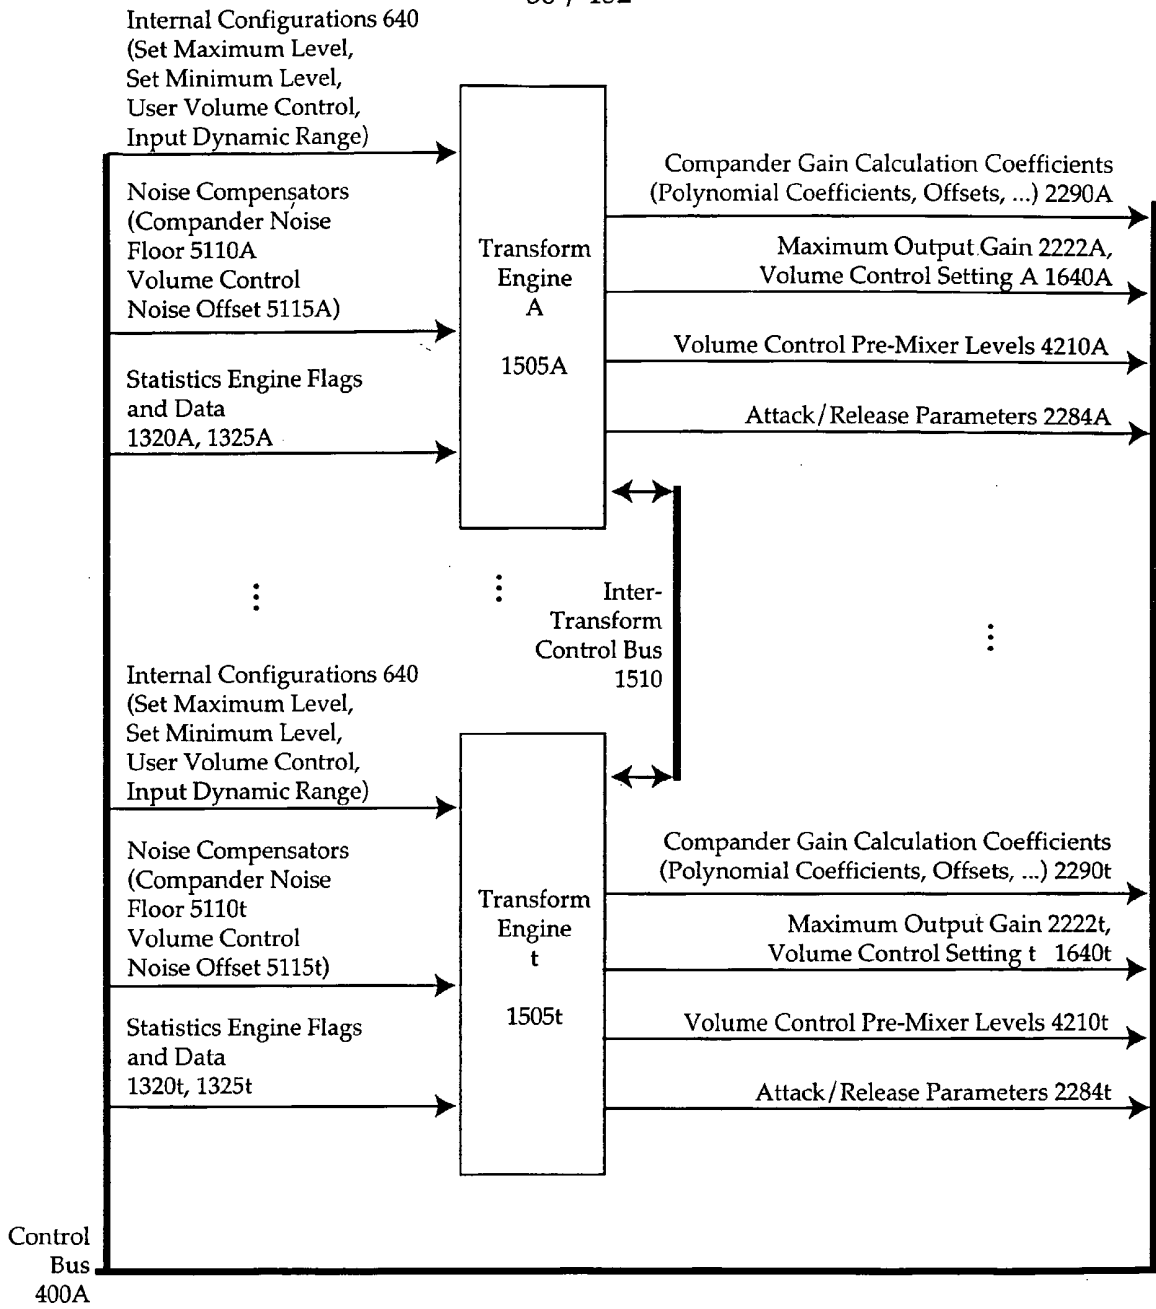 Internal Configurations 640
(Set Maximum Level,
Set Minimum Level,
User Volume Control,
Input Dynamic Range)
Noise Compensators
(Compander Noise
Floor 5110A
Volume Control
Noise Offset 5115A)
Statistics Engine Flags
and Data
1320A, 1325A
Transform
Engine
A
1505A
Compander Gain Calculation Coefficients
(Polynomial Coefficients, Offsets, ...) 2290A
Maximum Output Gain 2222A,
Volume Control Setting A 1640A
Volume Control Pre-Mixer Levels 4210A
Attack/Release Parameters 2284A
Inter-
Transform
Control Bus
1510
Internal Configurations 640
(Set Maximum Level,
Set Minimum Level,
User Volume Control,
Input Dynamic Range)
Noise Compensators
(Compander Noise
Floor 5110t
Volume Control
Noise Offset 5115t)
Statistics Engine Flags
and Data
1320t, 1325t
Transform
Engine
t
1505t
Compander Gain Calculation Coefficients
(Polynomial Coefficients, Offsets, ...) 2290t
Maximum Output Gain 2222t,
Volume Control Setting t 1640t
Volume Control Pre-Mixer Levels 4210t
Attack/Release Parameters 2284t
Control
Bus
400A